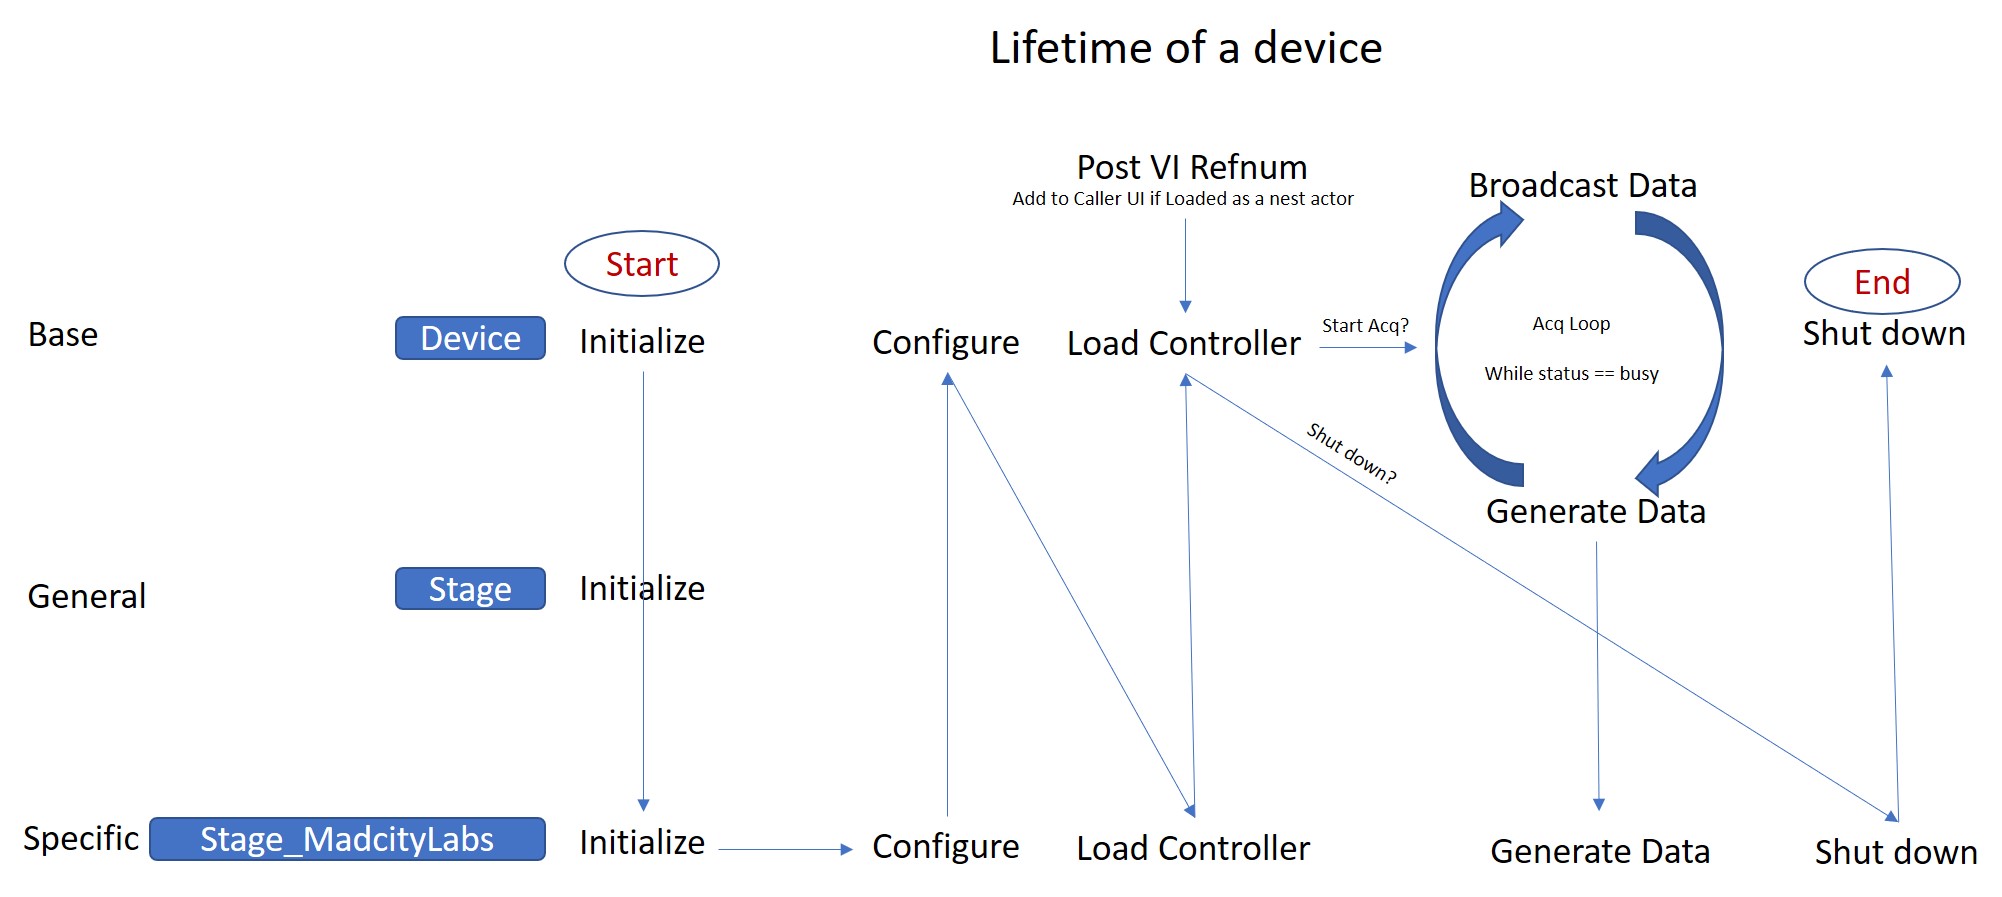 Lifetime of a device
Post VI Refnum
Add to Caller UI if Loaded as a nest actor
Broadcast Data
Start
End
Base
Device
Initialize
Configure
Load Controller
Start Acq?
Acq Loop
While status == busy
Shut down
Shut down?
Generate Data
General
Stage
Initialize
Specific
Stage_MadcityLabs
Initialize
Configure
Load Controller
Generate Data
Shut down